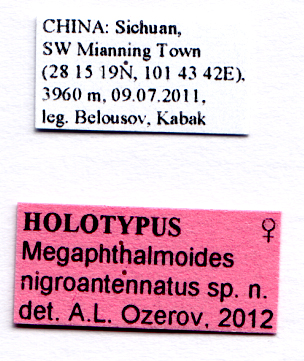 CHINA: Sichuan,
SW Mianning Town
(28 15 19N, 101 43 42E).
3960 m, 09.07.2011,
leg. Belousov, Kabak
HOLOTYPUS ♀
Megaphthalmoides
nigroantennatus sp. n.
det. A.L. Ozerov, 2012